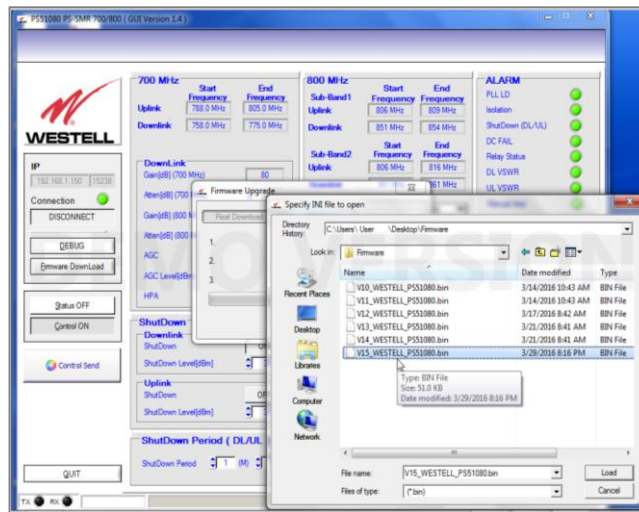 PS51080 PS-SMR 700/800 ( GUI Version 1.4 )
WESTELL
IP
192.168.1.150 15238
Connection
DISCONNECT
DEBUG
Firmware DownLoad
Status OFF
Control ON
Control Send
QUIT
TX RX
700 MHz
Start Frequency End Frequency
Uplink 788.0 MHz 805.0 MHz
Downlink 758.0 MHz 775.0 MHz
800 MHz
Sub-Band1 Start Frequency End Frequency
Uplink 806 MHz 809 MHz
Downlink 851 MHz 854 MHz
Sub-Band2 Start Frequency End Frequency
Uplink 806 MHz 816 MHz
861 MHz
ALARM
PLL LD
Isolation
ShutDown (DL/UL)
DC FAIL
Relay Status
DL VSWR
UL VSWR
DownLink
Gain[dB] (700 MHz) 80
Atten[dB] (700
Gain[dB] (800
Atten[dB] (800
AGC
AGC Level[dBm]
HPA
ShutDown
Downlink
ShutDown
ShutDown Level[dBm]
Uplink
ShutDown
ShutDown Level[dBm]
ShutDown Period ( DL/UL
ShutDown Period 1 (M)
Firmware Upgrade
Real Download
1.
2.
3.
Specify INI file to open
Directory History: C:\Users\ User \Desktop\Firmware
Look in: Firmware
Recent Places
Desktop
Libraries
Computer
Network
Name Date modified Type
V10_WESTELL_PS51080.bin 3/14/2016 10:43 AM BIN File
V11_WESTELL_PS51080.bin 3/14/2016 10:43 AM BIN File
V12_WESTELL_PS51080.bin 3/17/2016 8:42 AM BIN File
V13_WESTELL_PS51080.bin 3/21/2016 8:41 AM BIN File
V14_WESTELL_PS51080.bin 3/21/2016 8:41 AM BIN File
V15_WESTELL_PS51080.bin 3/29/2016 8:16 PM BIN File
Type: BIN File
Size: 51.0 KB
Date modified: 3/29/2016 8:16 PM
File name: V15_WESTELL_PS51080.bin Load
Files of type: (*.bin) Cancel
DEMO VERSION